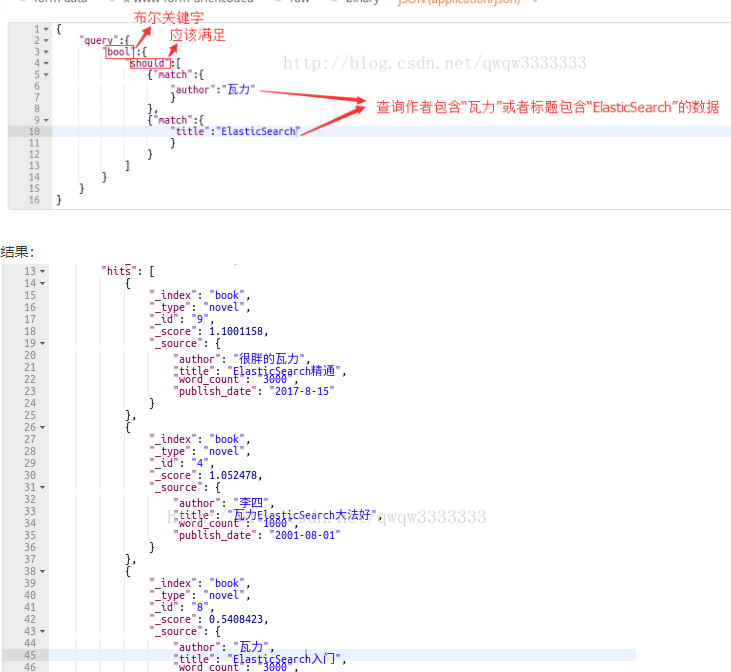 form-data x-www-form-urlencoded raw binary JSON (application/json)
布尔关键字
应该满足
1 {
2 "query":{
3 "bool":{
4 "should":[
http://blog.csdn.net/qwqw3333333
5 {"match":{
6 "author":"瓦力"
7 }
查询作者包含“瓦力”或者标题包含“ElasticSearch”的数据
8 },
9 {"match":{
10 "title":"ElasticSearch"
11 }
12 }
13 ]
14 }
15 }
16 }
结果：
13 "hits": [
14 {
15 "_index": "book",
16 "_type": "novel",
17 "_id": "9",
18 "_score": 1.1001158,
19 "_source": {
20 "author": "很胖的瓦力",
21 "title": "ElasticSearch精通",
22 "word_count": "3000",
23 "publish_date": "2017-8-15"
24 }
25 },
26 {
27 "_index": "book",
28 "_type": "novel",
29 "_id": "4",
30 "_score": 1.052478,
31 "_source": {
32 "author": "李四",
33 "title": "瓦力ElasticSearch大法好",
http://blog.csdn.net/qwqw3333333
34 "word_count": "1000",
35 "publish_date": "2001-08-01"
36 }
37 },
38 {
39 "_index": "book",
40 "_type": "novel",
41 "_id": "8",
42 "_score": 0.5408423,
43 "_source": {
44 "author": "瓦力",
45 "title": "ElasticSearch入门",
46 "word_count": "3000",